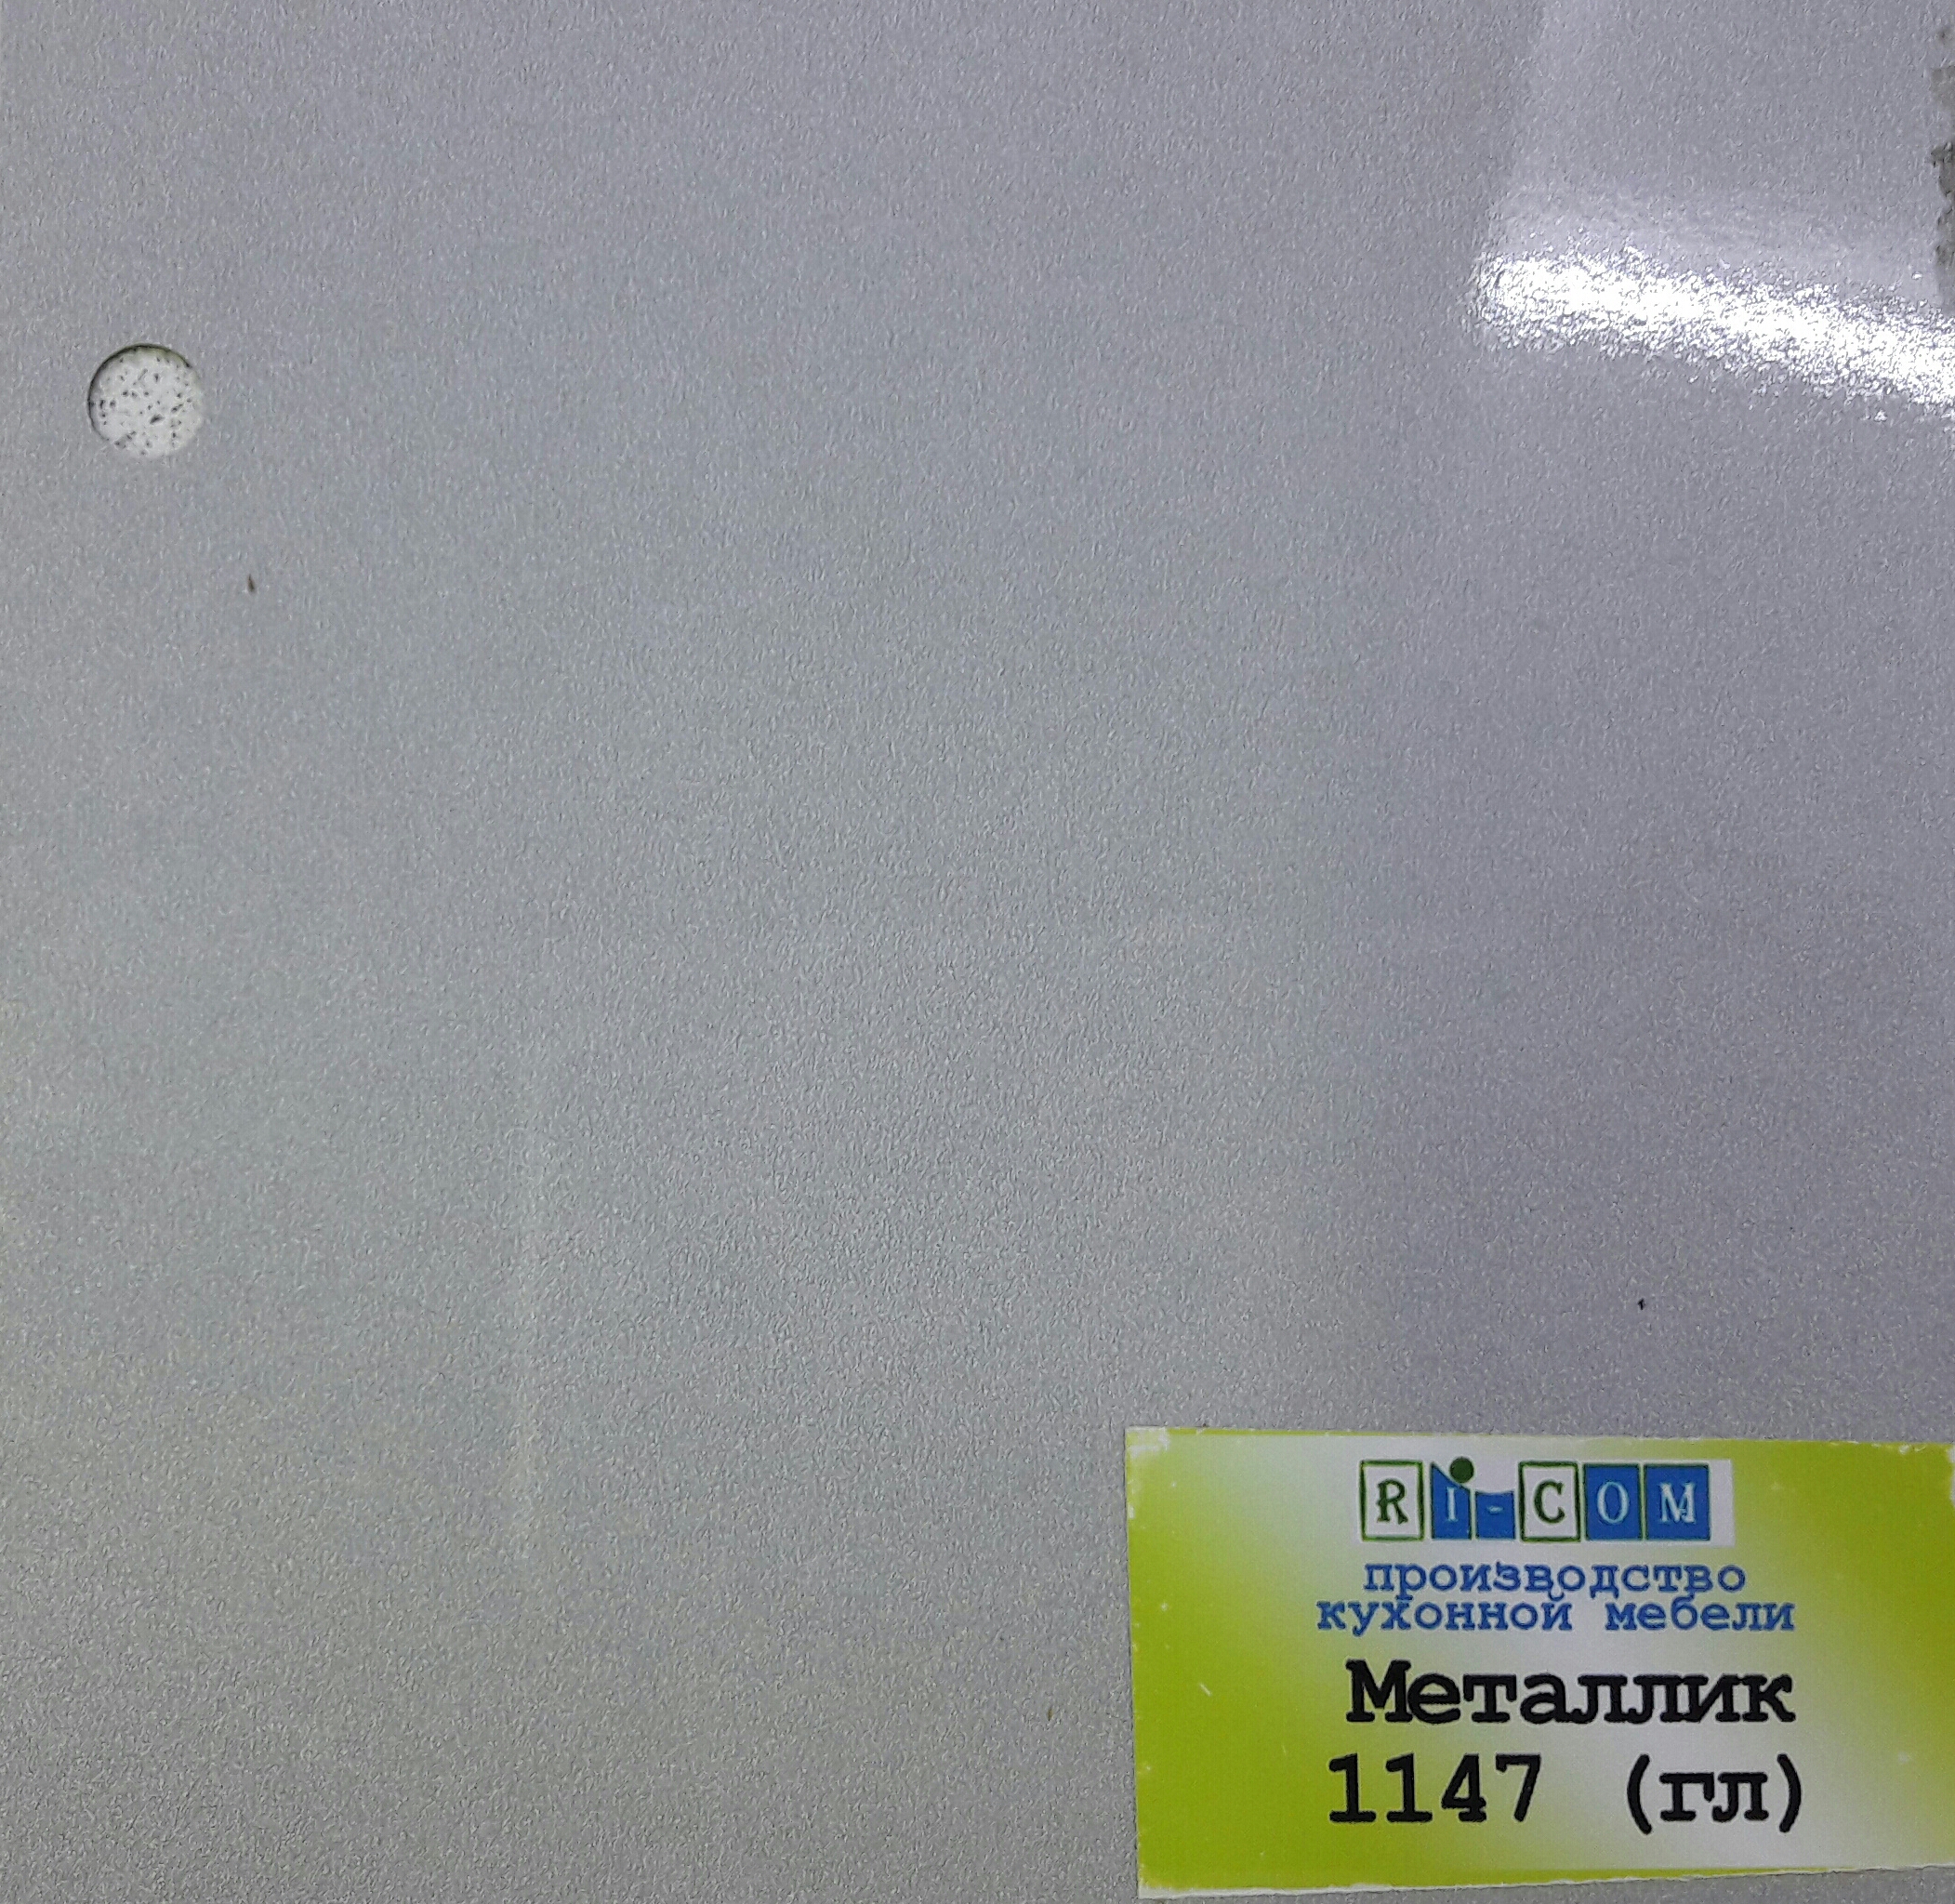 RI-COM
производство
кухонной мебели
Металлик
1147 (гл)